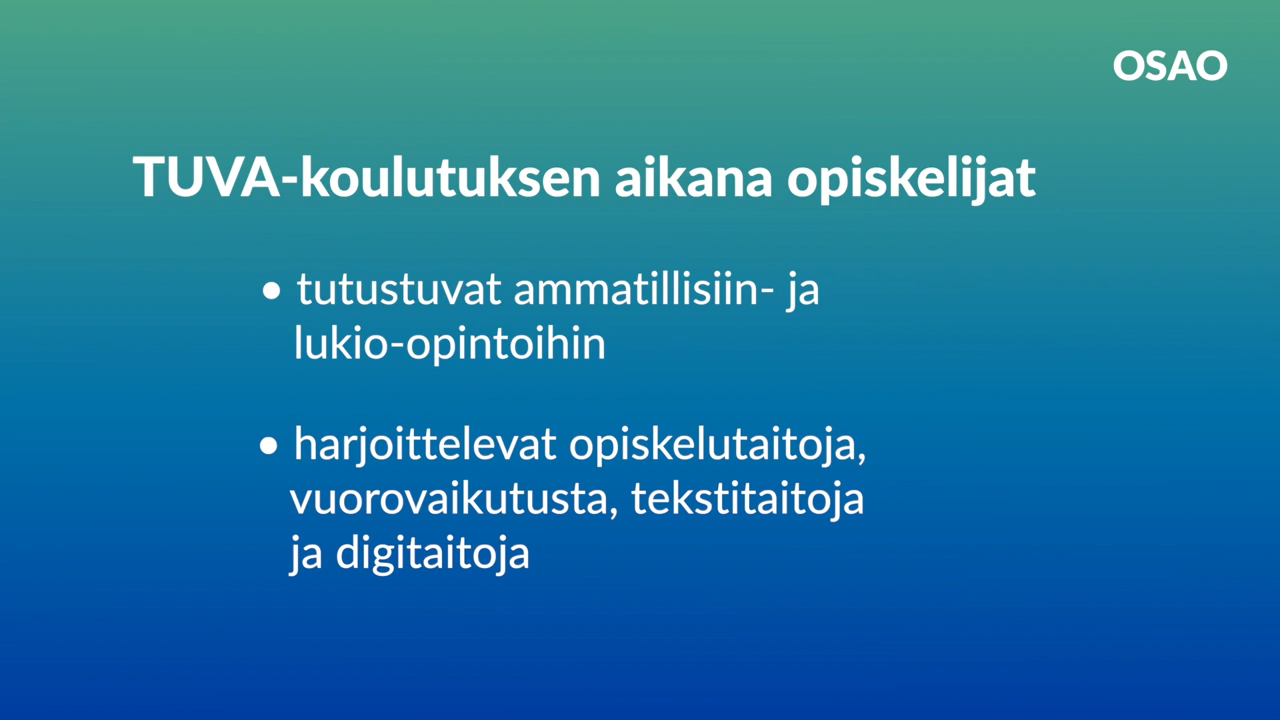 OSAO
TUVA-koulutuksen aikana opiskelijat
• tutustuvat ammatillisiin- ja
lukio-opintoihin
• harjoittelevat opiskelutaitoja,
vuorovaikutusta, tekstitaitoja
ja digitaitoja